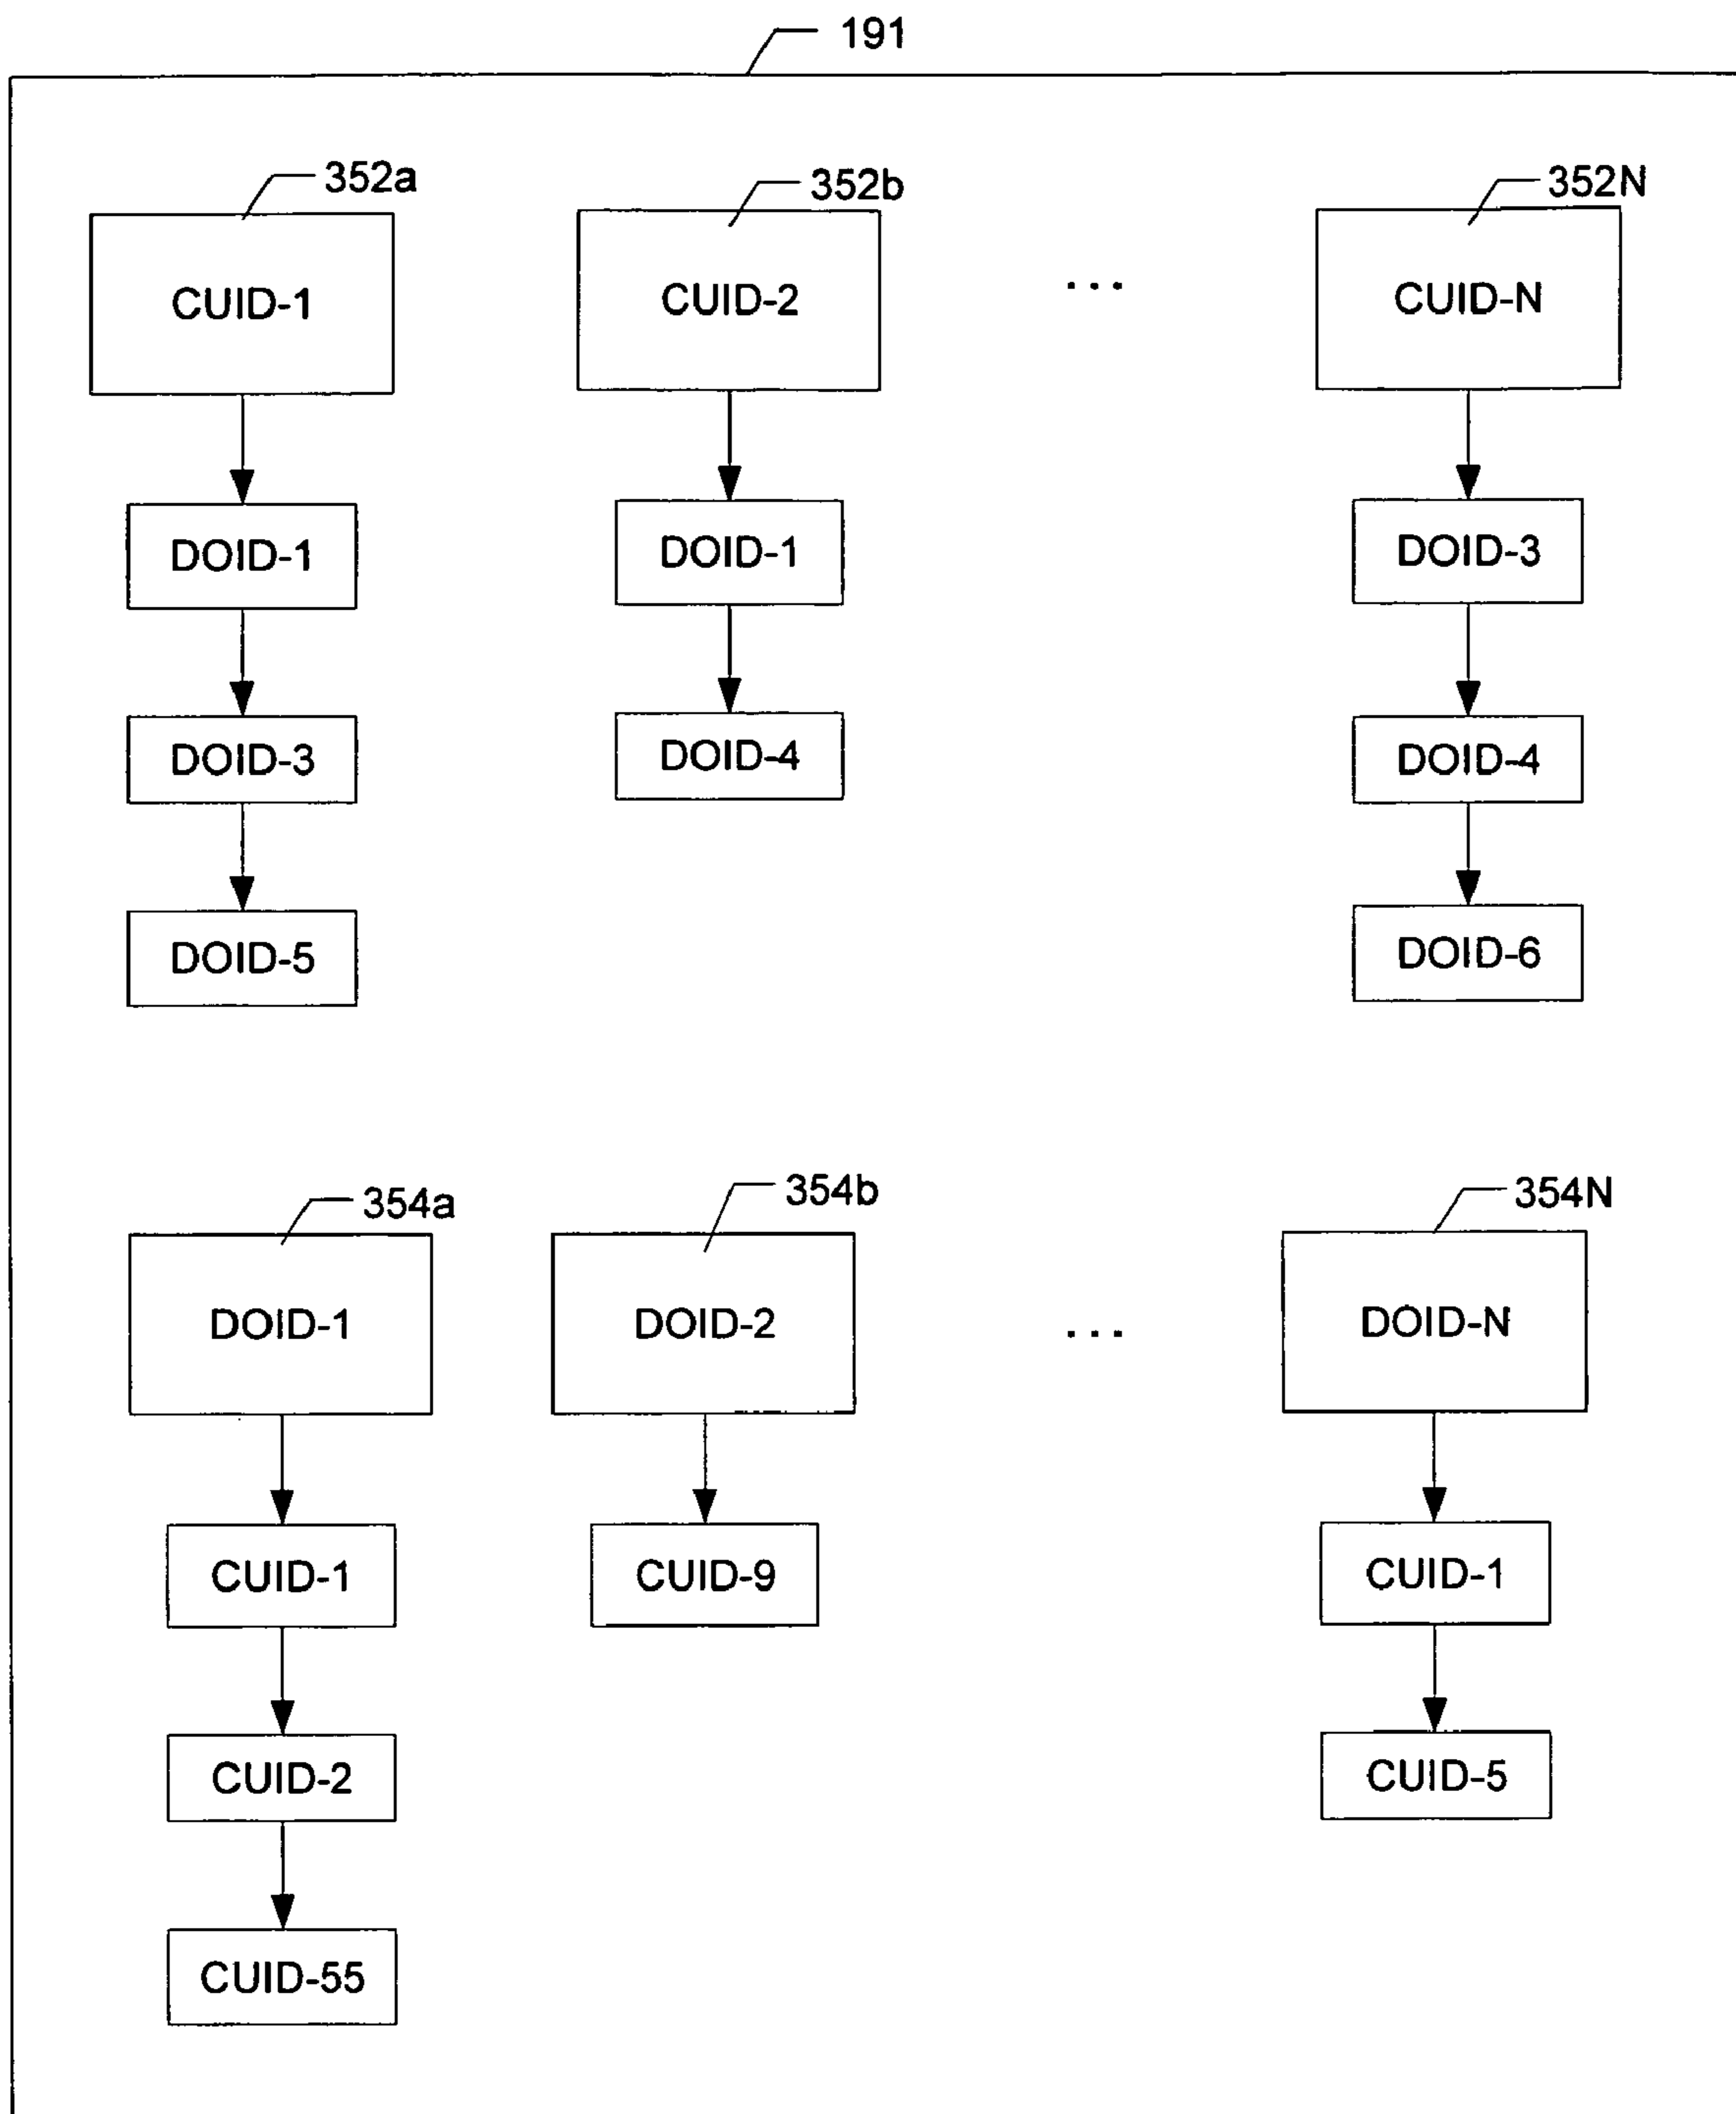 191
352a
352b
352N
CUID-1
CUID-2
...
CUID-N
DOID-1
DOID-1
DOID-3
DOID-3
DOID-4
DOID-4
DOID-5
DOID-6
354a
354b
354N
DOID-1
DOID-2
...
DOID-N
CUID-1
CUID-9
CUID-1
CUID-2
CUID-5
CUID-55